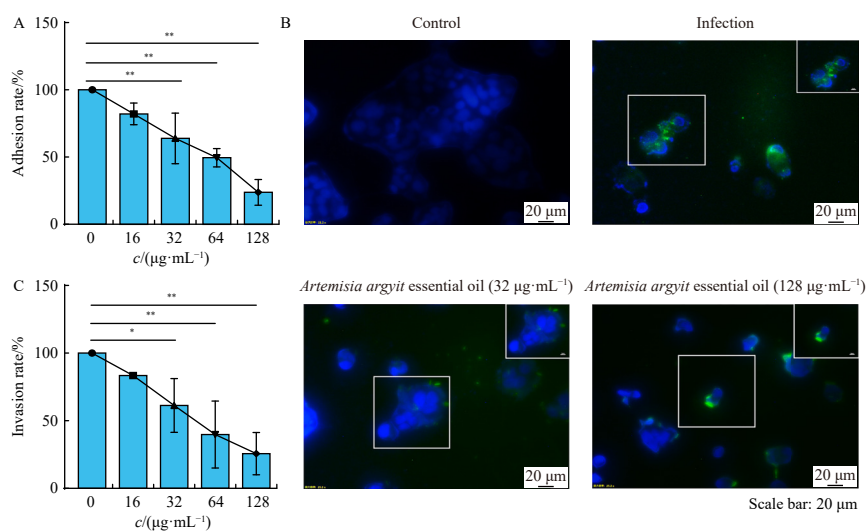 A
B
Control
Infection
150
**
**
**
100
50
0
Adhesion rate/%
0 16 32 64 128
c/(μg·mL⁻¹)
20 μm
20 μm
C
Artemisia argyit essential oil (32 μg·mL⁻¹)
Artemisia argyit essential oil (128 μg·mL⁻¹)
150
**
**
*
100
50
0
Invasion rate/%
0 16 32 64 128
c/(μg·mL⁻¹)
20 μm
20 μm
Scale bar: 20 μm